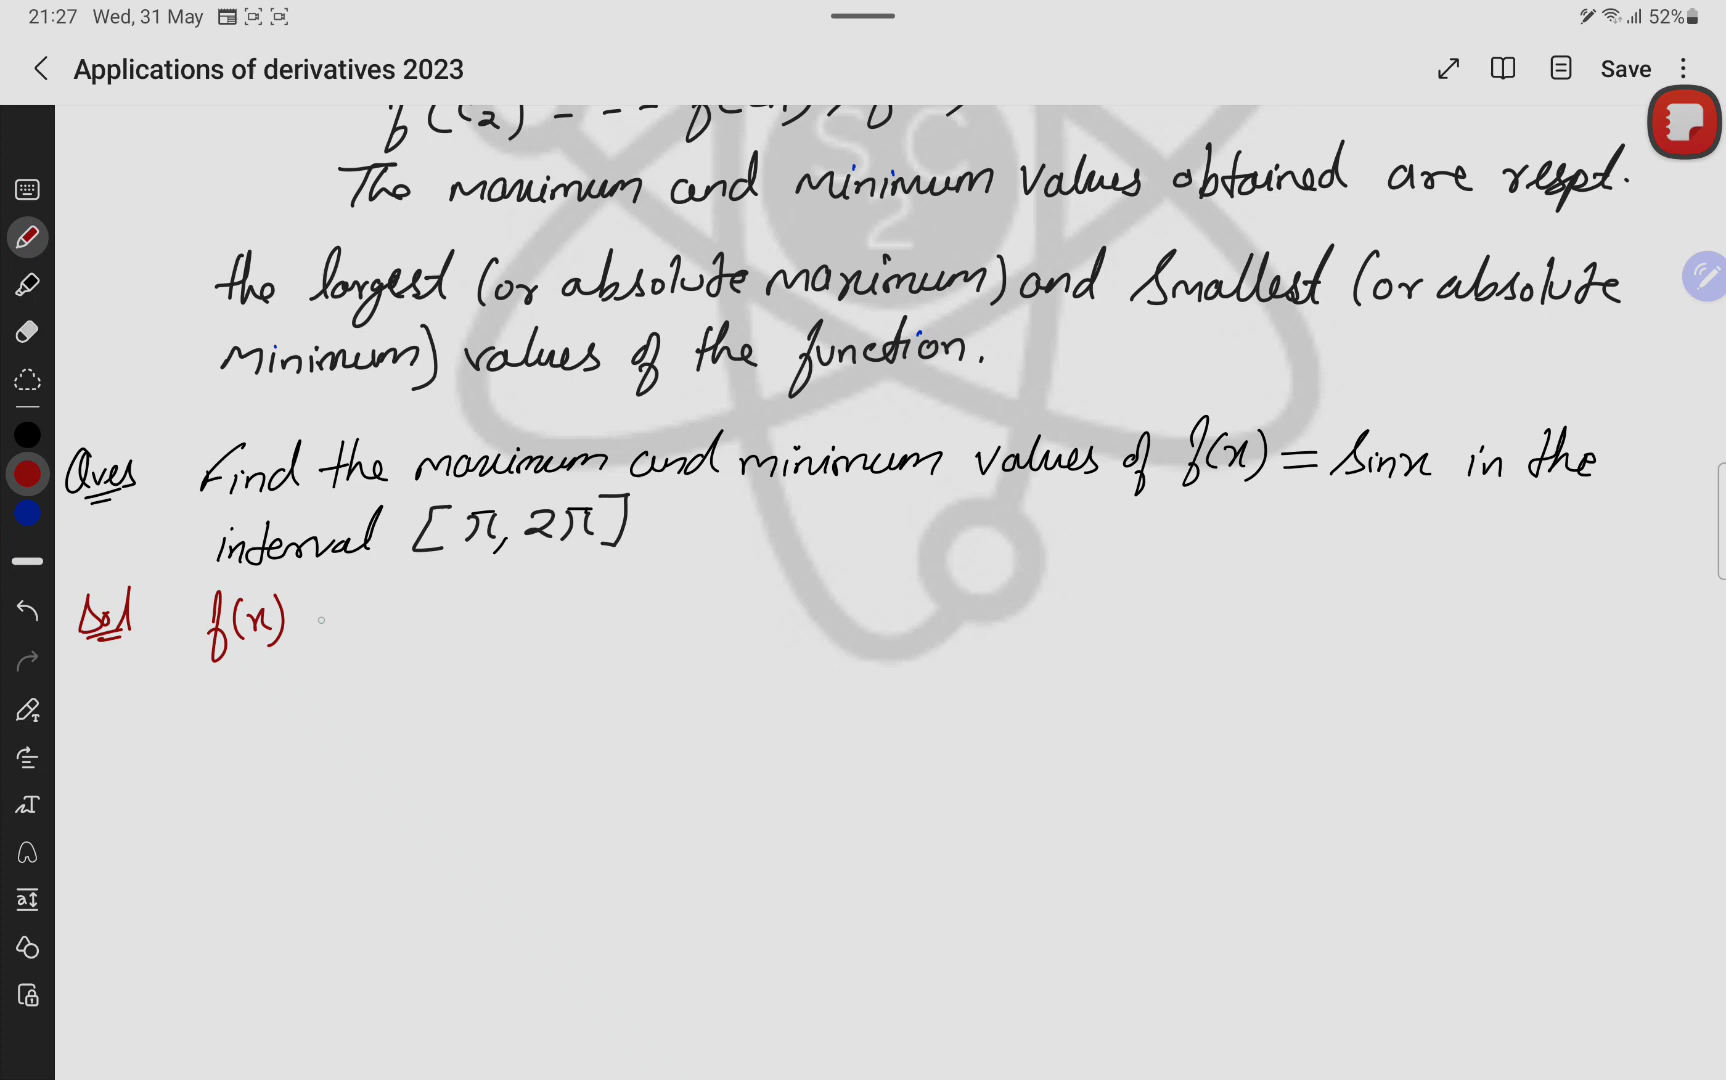 21:27 Wed, 31 May 52%
Applications of derivatives 2023 Save
The maximum and minimum values obtained are respt.
the largest (or absolute maximum) and smallest (or absolute
minimum) values of the function.
Ques Find the maximum and minimum values of f(x) = Sinx in the
interval [π, 2π]
Sol f(x)
SC
2